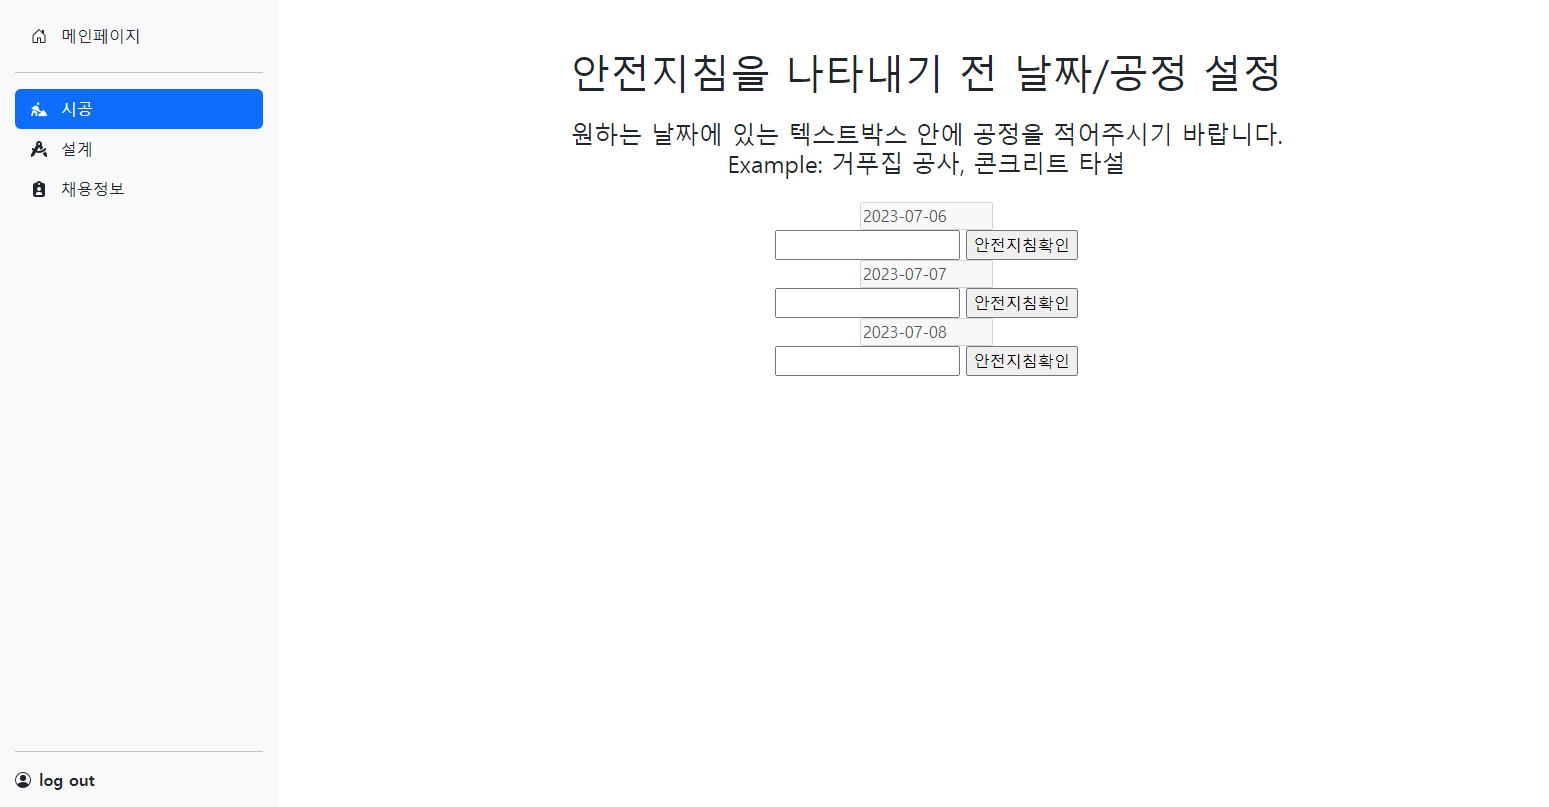 메인페이지
시공
설계
채용정보
log out
안전지침을 나타내기 전 날짜/공정 설정
원하는 날짜에 있는 텍스트박스 안에 공정을 적어주시기 바랍니다.
Example: 거푸집 공사, 콘크리트 타설
2023-07-06
안전지침확인
2023-07-07
안전지침확인
2023-07-08
안전지침확인